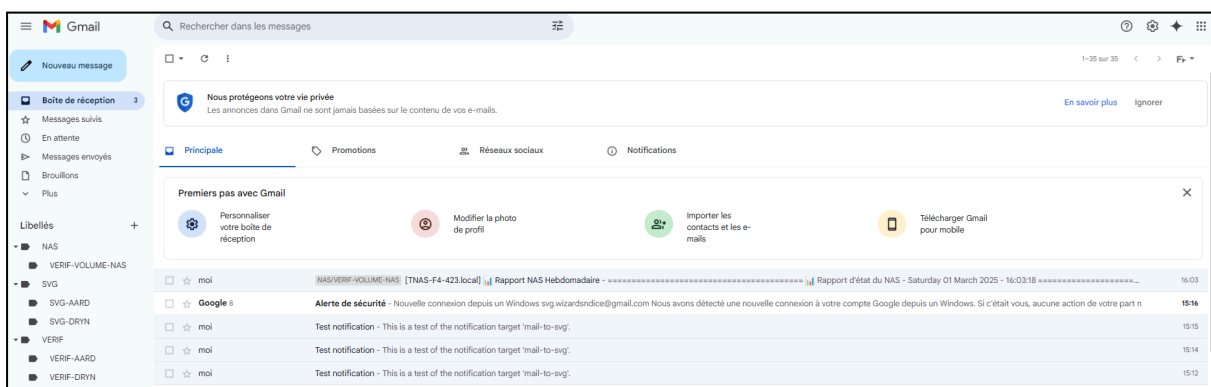 Gmail
Rechercher dans les messages
Nouveau message
1–35 sur 35
Fr
Boîte de réception 3
Messages suivis
En attente
Messages envoyés
Brouillons
Plus
Libellés
NAS
VERIF-VOLUME-NAS
SVG
SVG-AARD
SVG-DRYN
VERIF
VERIF-AARD
VERIF-DRYN
G
Nous protégeons votre vie privée
Les annonces dans Gmail ne sont jamais basées sur le contenu de vos e-mails.
En savoir plus Ignorer
Principale Promotions Réseaux sociaux Notifications
Premiers pas avec Gmail
Personnaliser
votre boîte de
réception
Modifier la photo
de profil
Importer les
contacts et les e-
mails
Télécharger Gmail
pour mobile
moi NAS/VERIF-VOLUME-NAS [TNAS-F4-423.local] 📊 Rapport NAS Hebdomadaire - ======================================== 📊 Rapport d'état du NAS - Saturday 01 March 2025 - 16:03:18 ====================... 16:03
Google 8 Alerte de sécurité - Nouvelle connexion depuis un Windows svg.wizardsndice@gmail.com Nous avons détecté une nouvelle connexion à votre compte Google depuis un Windows. Si c'était vous, aucune action de votre part n 15:16
moi Test notification - This is a test of the notification target 'mail-to-svg'. 15:15
moi Test notification - This is a test of the notification target 'mail-to-svg'. 15:14
moi Test notification - This is a test of the notification target 'mail-to-svg'. 15:12